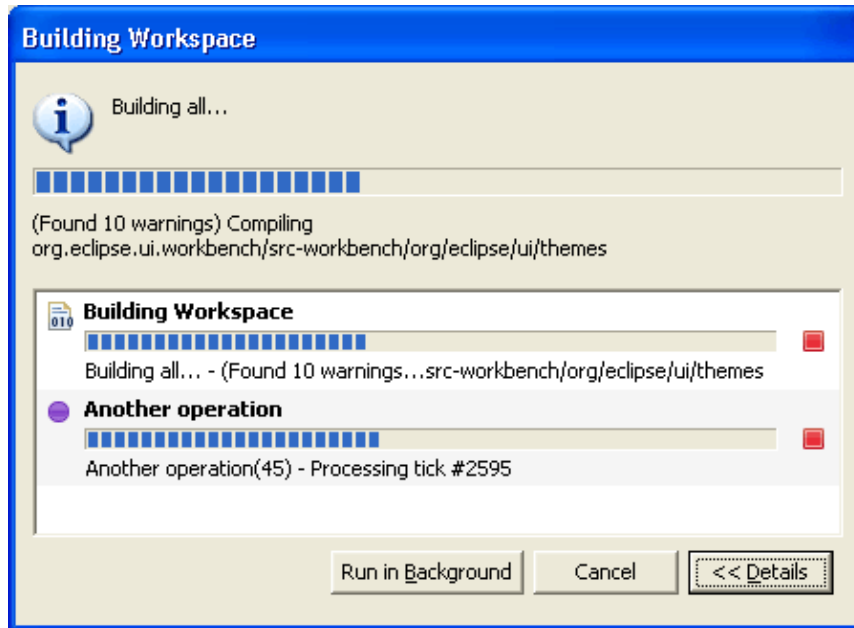 Building Workspace
Building all...
(Found 10 warnings) Compiling
org.eclipse.ui.workbench/src-workbench/org/eclipse/ui/themes
010
Building Workspace
Building all... - (Found 10 warnings...src-workbench/org/eclipse/ui/themes
Another operation
Another operation(45) - Processing tick #2595
Run in Background Cancel << Details